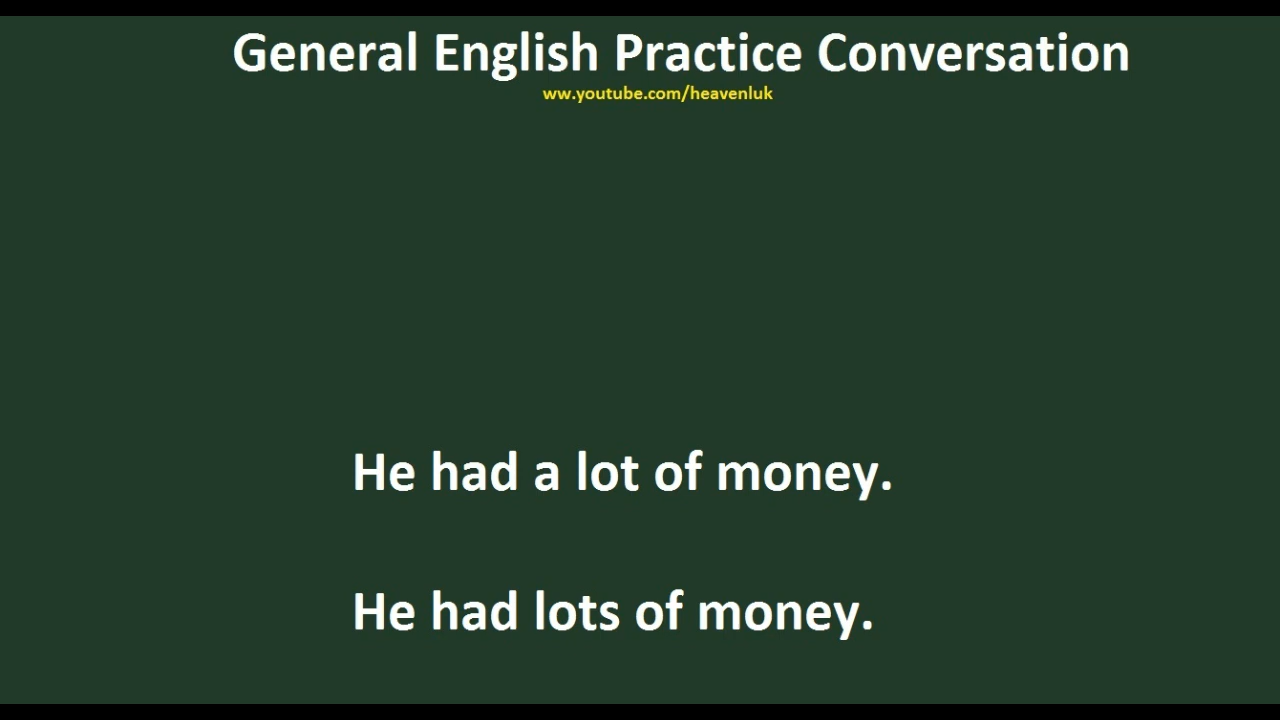 General English Practice Conversation
ww.youtube.com/heavenluk
He had a lot of money.
He had lots of money.